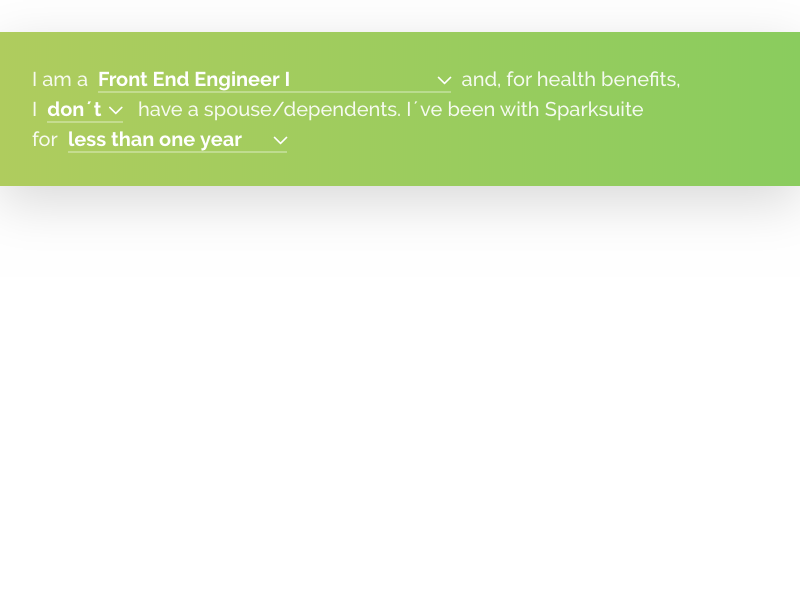 I am a Front End Engineer I and, for health benefits,
I don´t have a spouse/dependents. I´ve been with Sparksuite
for less than one year